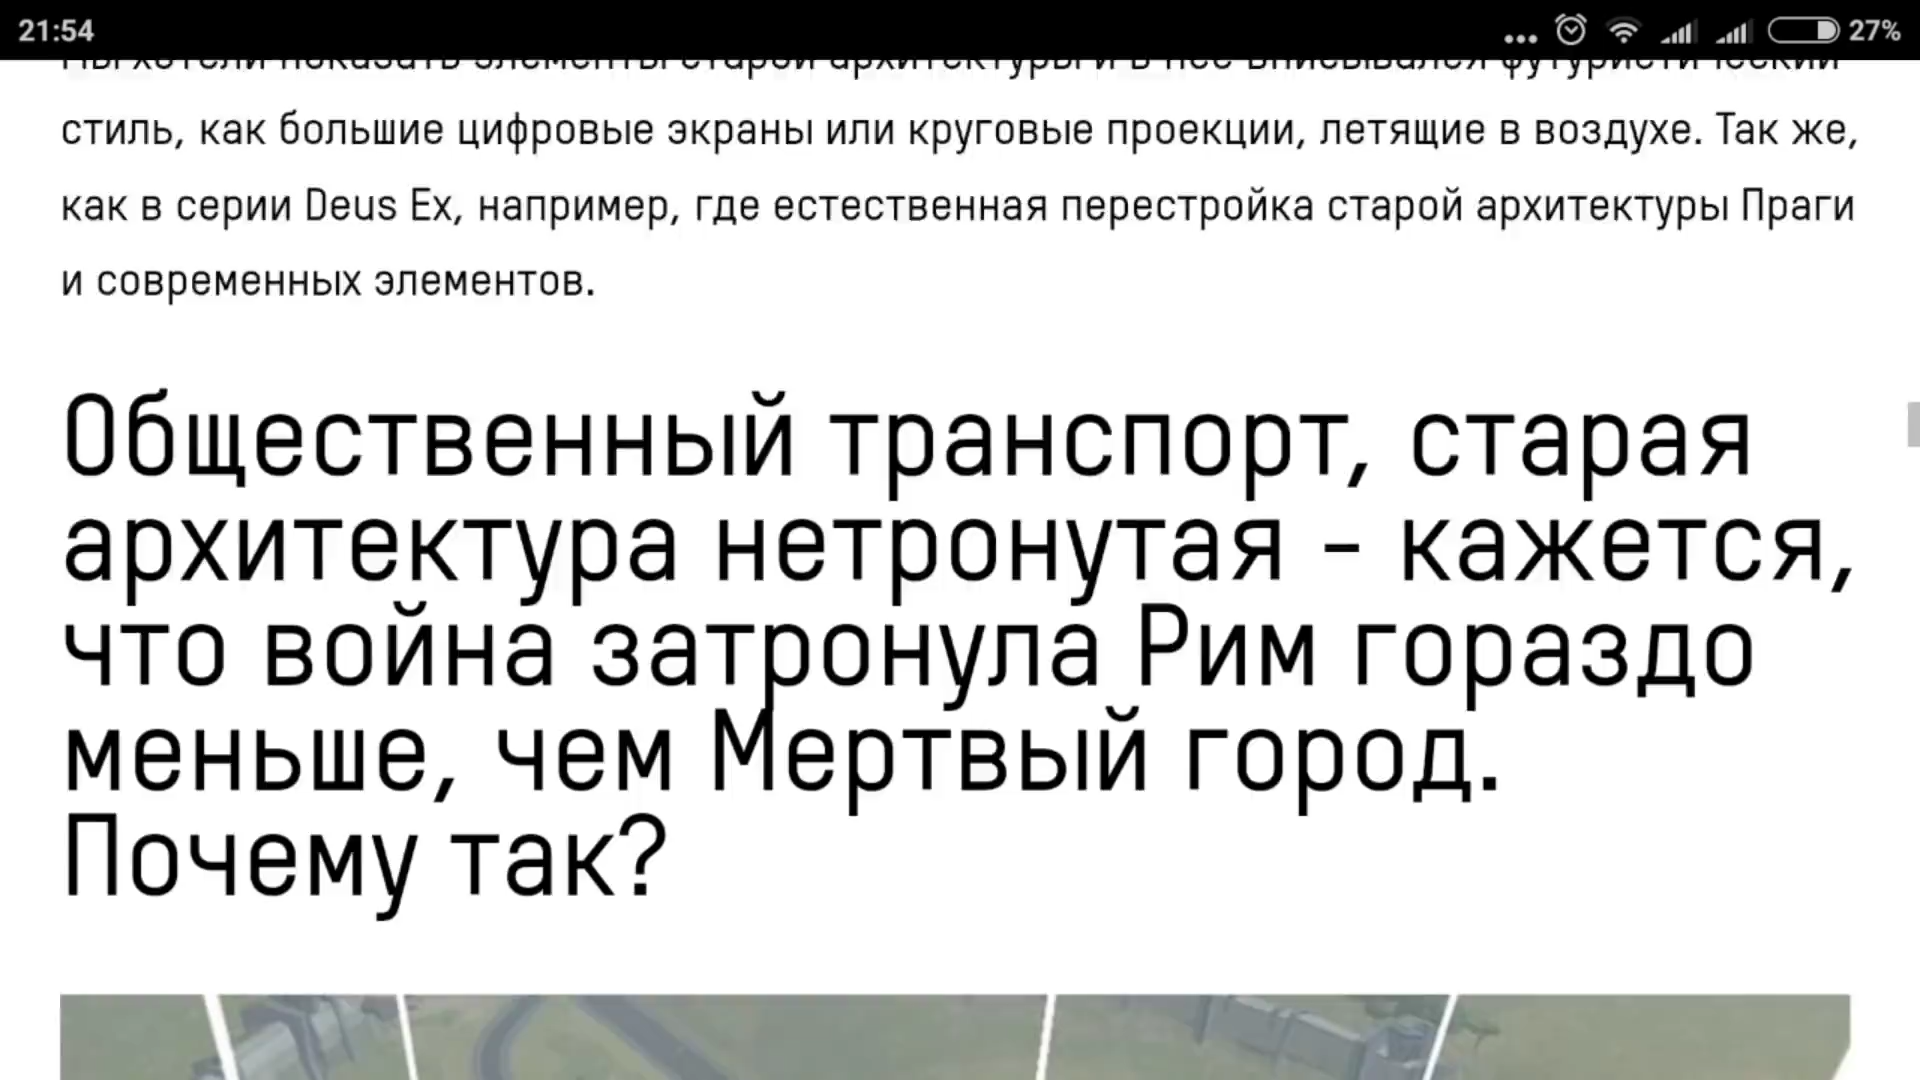 21:54
27%
стиль, как большие цифровые экраны или круговые проекции, летящие в воздухе. Так же,
как в серии Deus Ex, например, где естественная перестройка старой архитектуры Праги
и современных элементов.
Общественный транспорт, старая
архитектура нетронутая - кажется,
что война затронула Рим гораздо
меньше, чем Мертвый город.
Почему так?